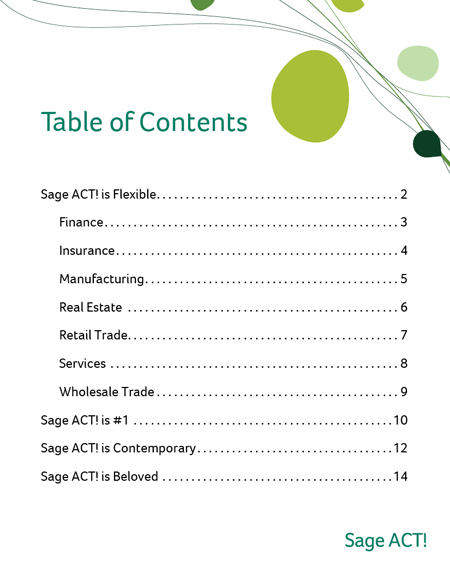 Table of Contents
Sage ACT! is Flexible. . . . . . . . . . . . . . . . . . . . . . . . . . . . . . . . . . . . . . . . 2
Finance. . . . . . . . . . . . . . . . . . . . . . . . . . . . . . . . . . . . . . . . . . . . . . . . 3
Insurance. . . . . . . . . . . . . . . . . . . . . . . . . . . . . . . . . . . . . . . . . . . . . . 4
Manufacturing. . . . . . . . . . . . . . . . . . . . . . . . . . . . . . . . . . . . . . . . . 5
Real Estate . . . . . . . . . . . . . . . . . . . . . . . . . . . . . . . . . . . . . . . . . . . . . 6
Retail Trade. . . . . . . . . . . . . . . . . . . . . . . . . . . . . . . . . . . . . . . . . . . . 7
Services . . . . . . . . . . . . . . . . . . . . . . . . . . . . . . . . . . . . . . . . . . . . . . . 8
Wholesale Trade . . . . . . . . . . . . . . . . . . . . . . . . . . . . . . . . . . . . . . . . 9
Sage ACT! is #1 . . . . . . . . . . . . . . . . . . . . . . . . . . . . . . . . . . . . . . . . . . . 10
Sage ACT! is Contemporary. . . . . . . . . . . . . . . . . . . . . . . . . . . . . . . . 12
Sage ACT! is Beloved . . . . . . . . . . . . . . . . . . . . . . . . . . . . . . . . . . . . . . 14
Sage ACT!